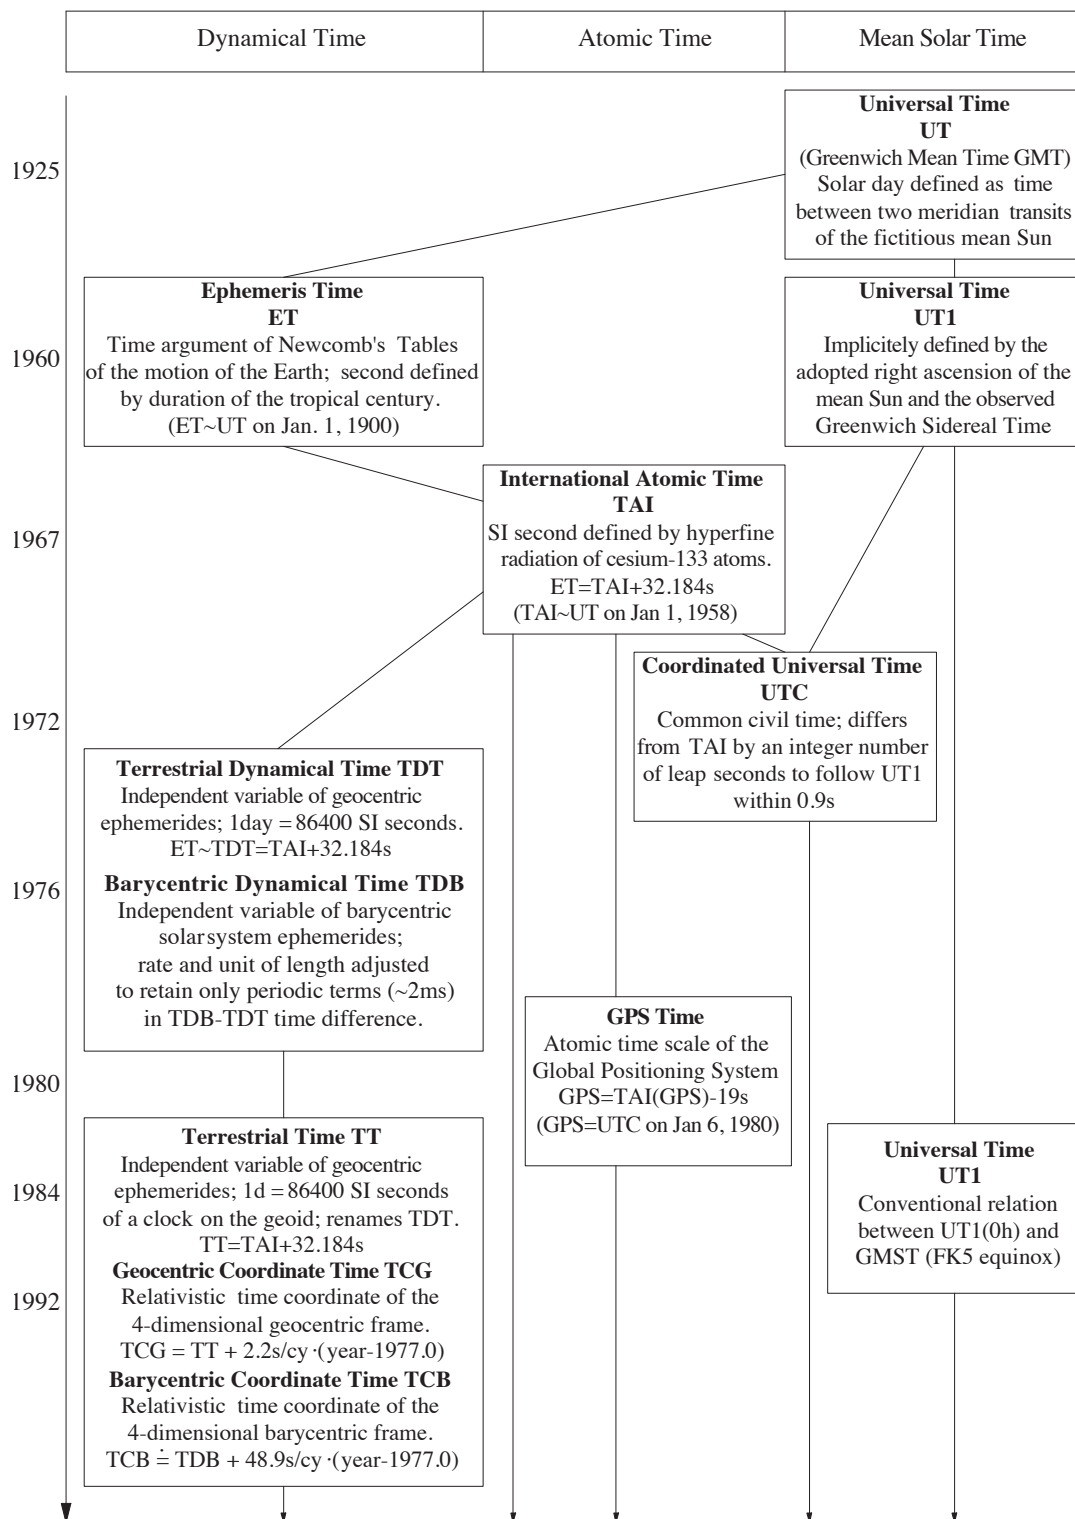 Dynamical Time
Atomic Time
Mean Solar Time
1925
1960
1967
1972
1976
1980
1984
1992
Universal Time
UT
(Greenwich Mean Time GMT)
Solar day defined as time
between two meridian transits
of the fictitious mean Sun
Ephemeris Time
ET
Time argument of Newcomb's Tables
of the motion of the Earth; second defined
by duration of the tropical century.
(ET~UT on Jan. 1, 1900)
Universal Time
UT1
Implicitely defined by the
adopted right ascension of the
mean Sun and the observed
Greenwich Sidereal Time
International Atomic Time
TAI
SI second defined by hyperfine
radiation of cesium-133 atoms.
ET=TAI+32.184s
(TAI~UT on Jan 1, 1958)
Coordinated Universal Time
UTC
Common civil time; differs
from TAI by an integer number
of leap seconds to follow UT1
within 0.9s
Terrestrial Dynamical Time TDT
Independent variable of geocentric
ephemerides; 1day = 86400 SI seconds.
ET~TDT=TAI+32.184s
Barycentric Dynamical Time TDB
Independent variable of barycentric
solarsystem ephemerides;
rate and unit of length adjusted
to retain only periodic terms (~2ms)
in TDB-TDT time difference.
GPS Time
Atomic time scale of the
Global Positioning System
GPS=TAI(GPS)-19s
(GPS=UTC on Jan 6, 1980)
Terrestrial Time TT
Independent variable of geocentric
ephemerides; 1d = 86400 SI seconds
of a clock on the geoid; renames TDT.
TT=TAI+32.184s
Geocentric Coordinate Time TCG
Relativistic time coordinate of the
4-dimensional geocentric frame.
TCG = TT + 2.2s/cy·(year-1977.0)
Barycentric Coordinate Time TCB
Relativistic time coordinate of the
4-dimensional barycentric frame.
TCB ≐ TDB + 48.9s/cy·(year-1977.0)
Universal Time
UT1
Conventional relation
between UT1(0h) and
GMST (FK5 equinox)